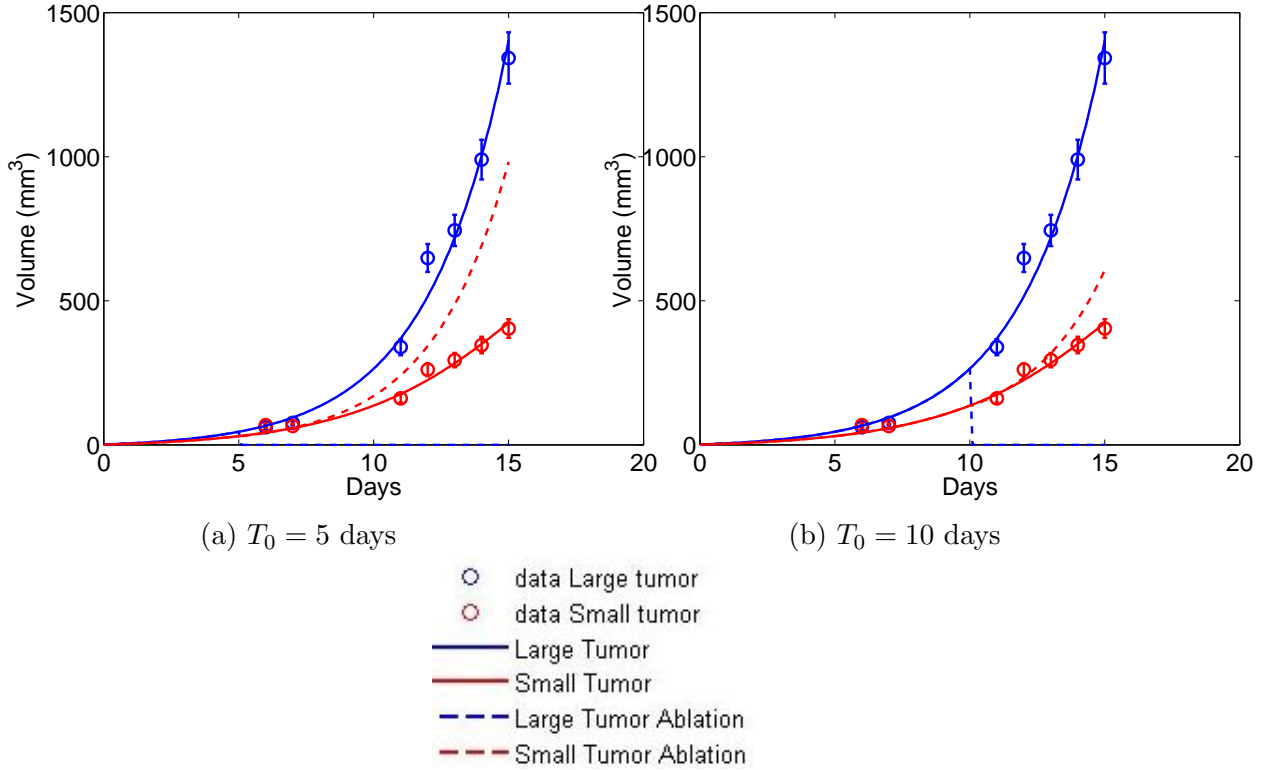 1500
1000
500
0
Volume (mm³)
0 5 10 15 20
Days
(a) T₀ = 5 days
1500
1000
500
0
Volume (mm³)
0 5 10 15 20
Days
(b) T₀ = 10 days
data Large tumor
data Small tumor
Large Tumor
Small Tumor
Large Tumor Ablation
Small Tumor Ablation